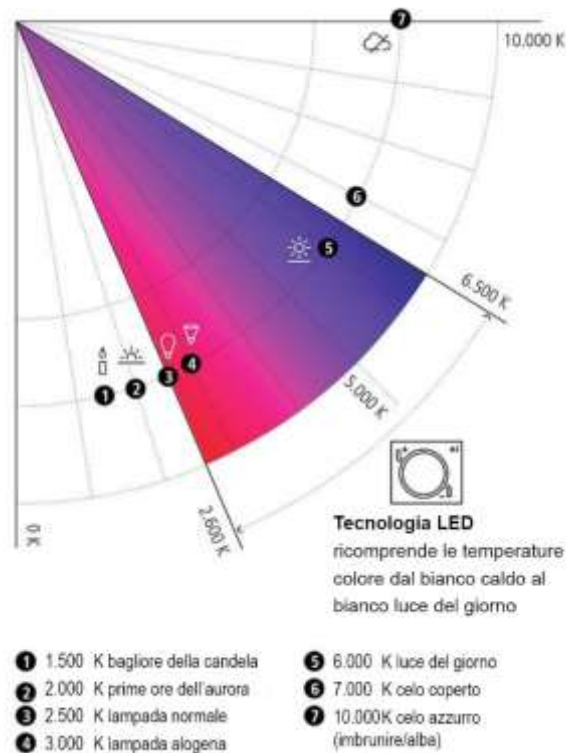 7
10.000 K
6
5
6.500 K
4
3
2
1
5.000 K
2.600 K
0 K
Tecnologia LED
ricomprende le temperature
colore dal bianco caldo al
bianco luce del giorno
1 1.500 K bagliore della candela
2 2.000 K prime ore dell'aurora
3 2.500 K lampada normale
4 3.000 K lampada alogena
5 6.000 K luce del giorno
6 7.000 K celo coperto
7 10.000K celo azzurro
(imbrunire/alba)